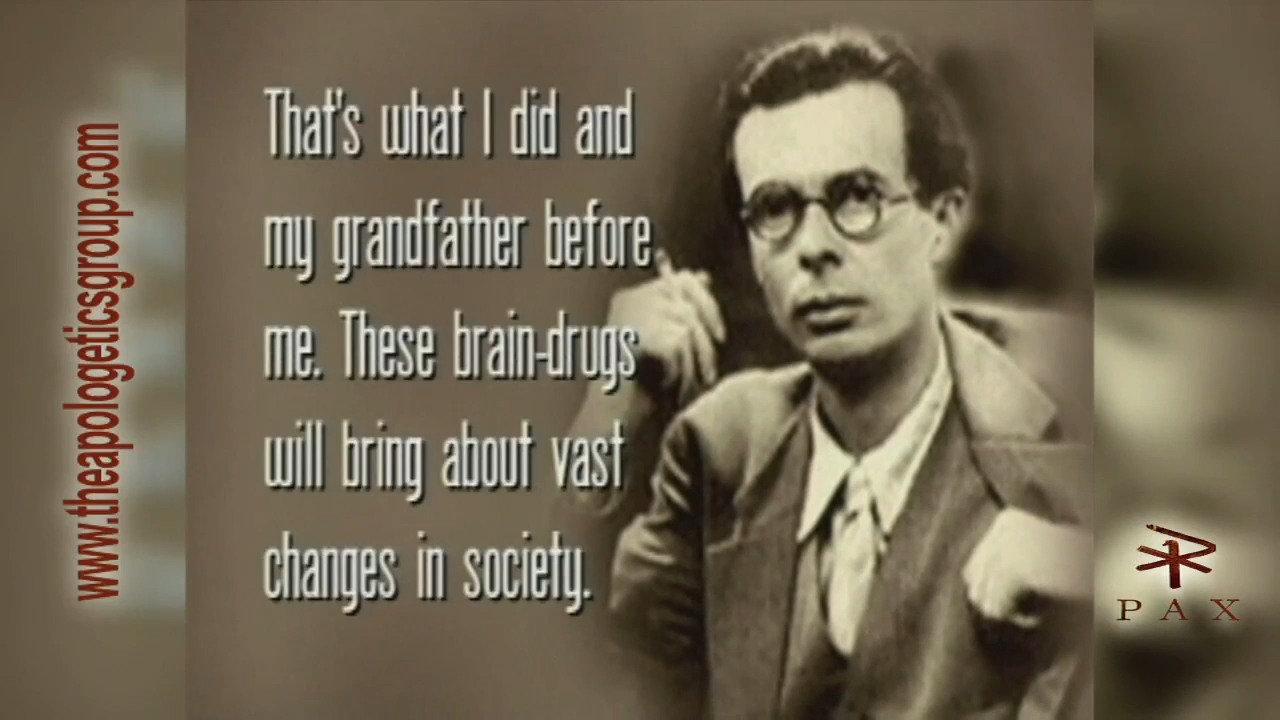 www.theapologeticsgroup.com
That's what I did and
my grandfather before
me. These brain-drugs
will bring about vast
changes in society.
PAX